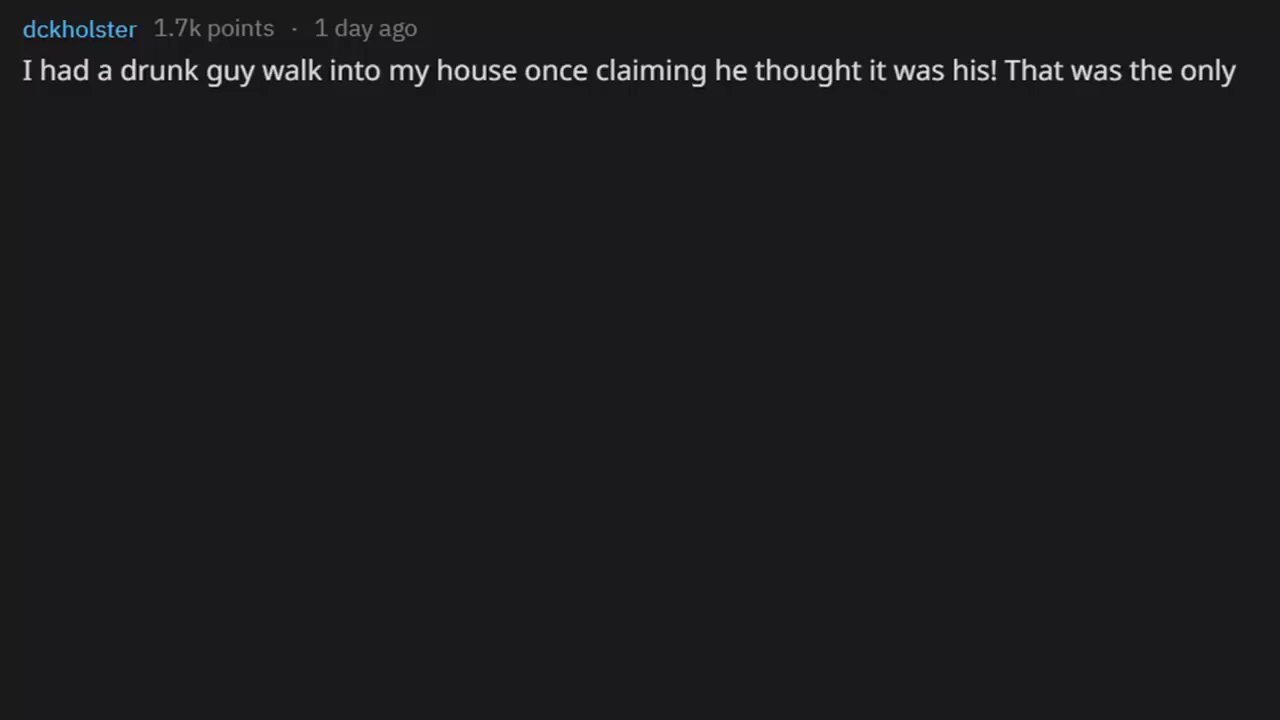 dckholster 1.7k points · 1 day ago
I had a drunk guy walk into my house once claiming he thought it was his! That was the only